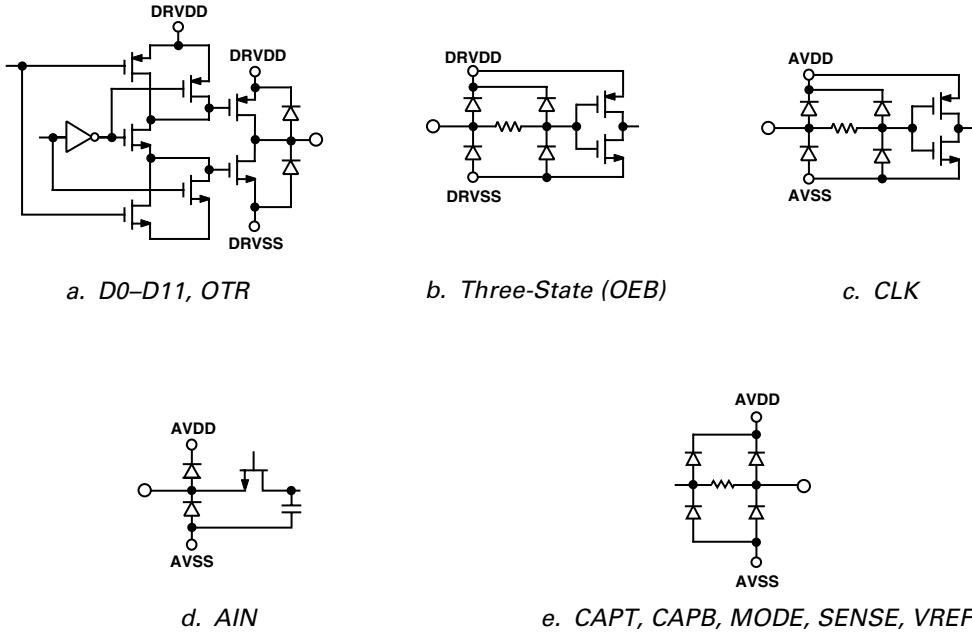 DRVDD
DRVDD
DRVSS
a. D0–D11, OTR
DRVDD
DRVSS
b. Three-State (OEB)
AVDD
AVSS
c. CLK
AVDD
AVSS
d. AIN
AVDD
AVSS
e. CAPT, CAPB, MODE, SENSE, VREF